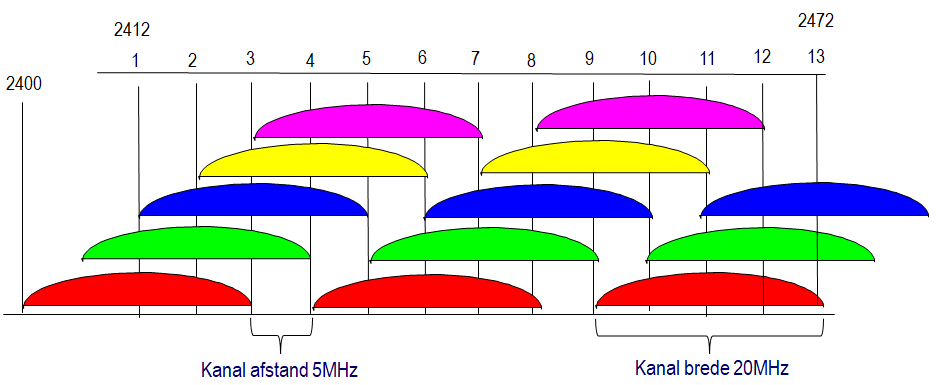 2412
2472
1 2 3 4 5 6 7 8 9 10 11 12 13
2400
Kanal afstand 5MHz
Kanal brede 20MHz